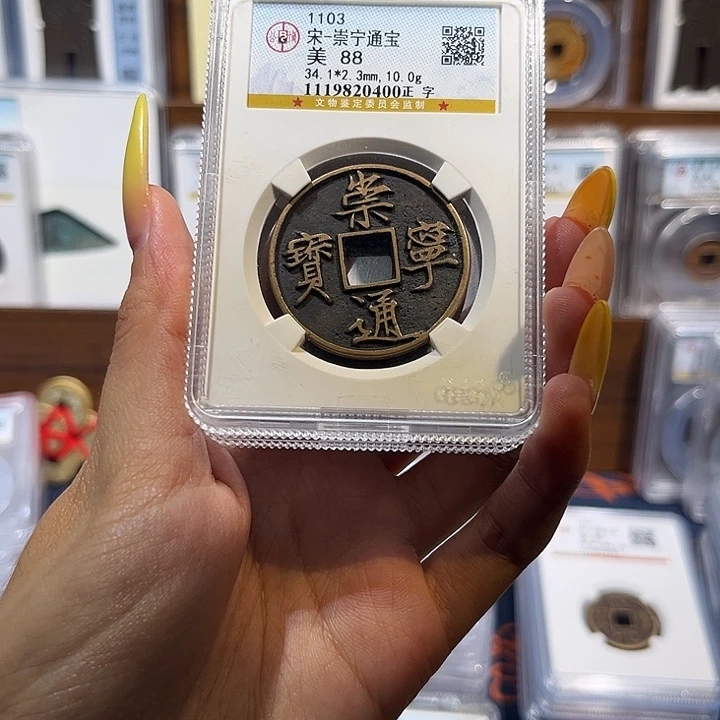 1103
宋-崇宁通宝
美 88
34.1*2.3mm,10.0g
1119820400正 字
★ 文物鉴定委员会监制 ★
崇
寶 寧
通